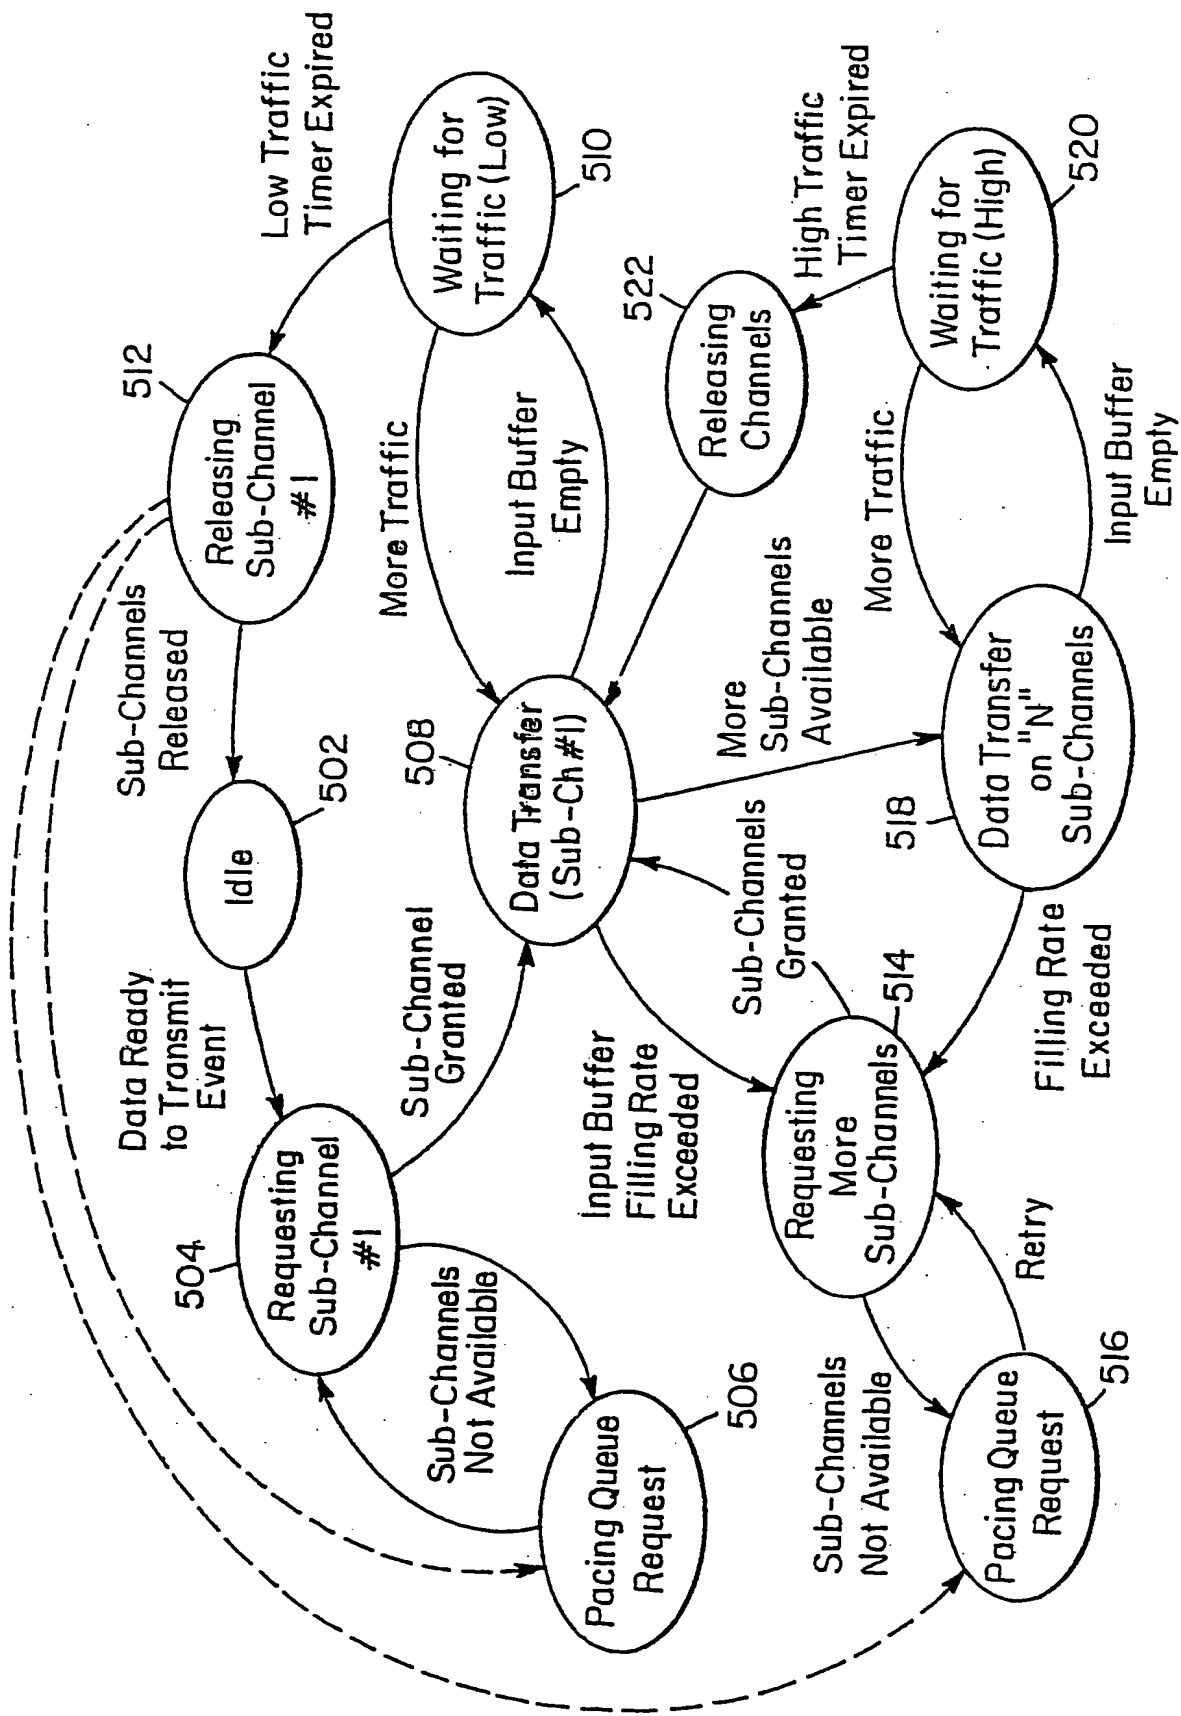 Low Traffic
Timer Expired
Waiting for
Traffic (Low)
510
512
Releasing
Sub-Channel
#1
Sub-Channels
Released
Idle
502
Data Ready
to Transmit
Event
504
Requesting
Sub-Channel
#1
Sub-Channel
Granted
Sub-Channels
Not Available
Pacing Queue
Request
506
More Traffic
Input Buffer
Empty
508
Data Transfer
(Sub-Ch#1)
522
Releasing
Channels
High Traffic
Timer Expired
Waiting for
Traffic (High)
520
More Traffic
Input Buffer
Empty
More
Sub-Channels
Available
518
Data Transfer
on "N"
Sub-Channels
Sub-Channels
Granted
Input Buffer
Filling Rate
Exceeded
514
Requesting
More
Sub-Channels
Filling Rate
Exceeded
Retry
Sub-Channels
Not Available
Pacing Queue
Request
516